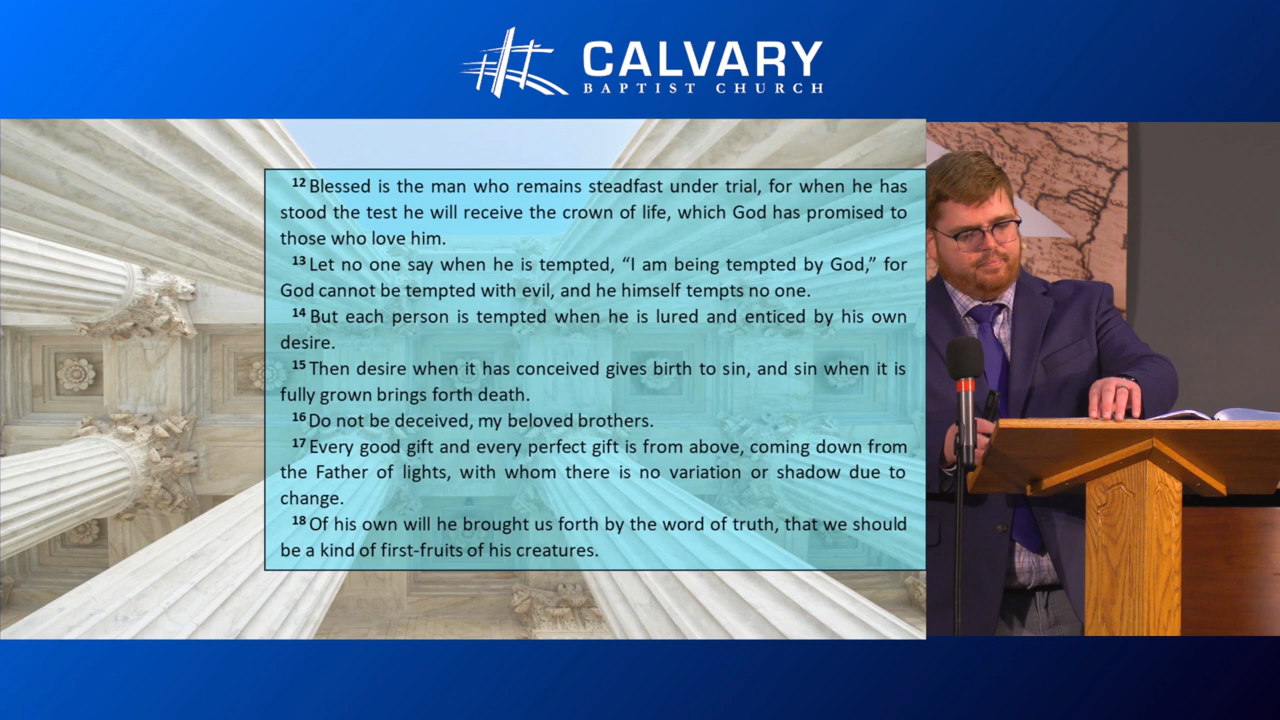 CALVARY
BAPTIST CHURCH
12 Blessed is the man who remains steadfast under trial, for when he has
stood the test he will receive the crown of life, which God has promised to
those who love him.
13 Let no one say when he is tempted, “I am being tempted by God,” for
God cannot be tempted with evil, and he himself tempts no one.
14 But each person is tempted when he is lured and enticed by his own
desire.
15 Then desire when it has conceived gives birth to sin, and sin when it is
fully grown brings forth death.
16 Do not be deceived, my beloved brothers.
17 Every good gift and every perfect gift is from above, coming down from
the Father of lights, with whom there is no variation or shadow due to
change.
18 Of his own will he brought us forth by the word of truth, that we should
be a kind of first-fruits of his creatures.